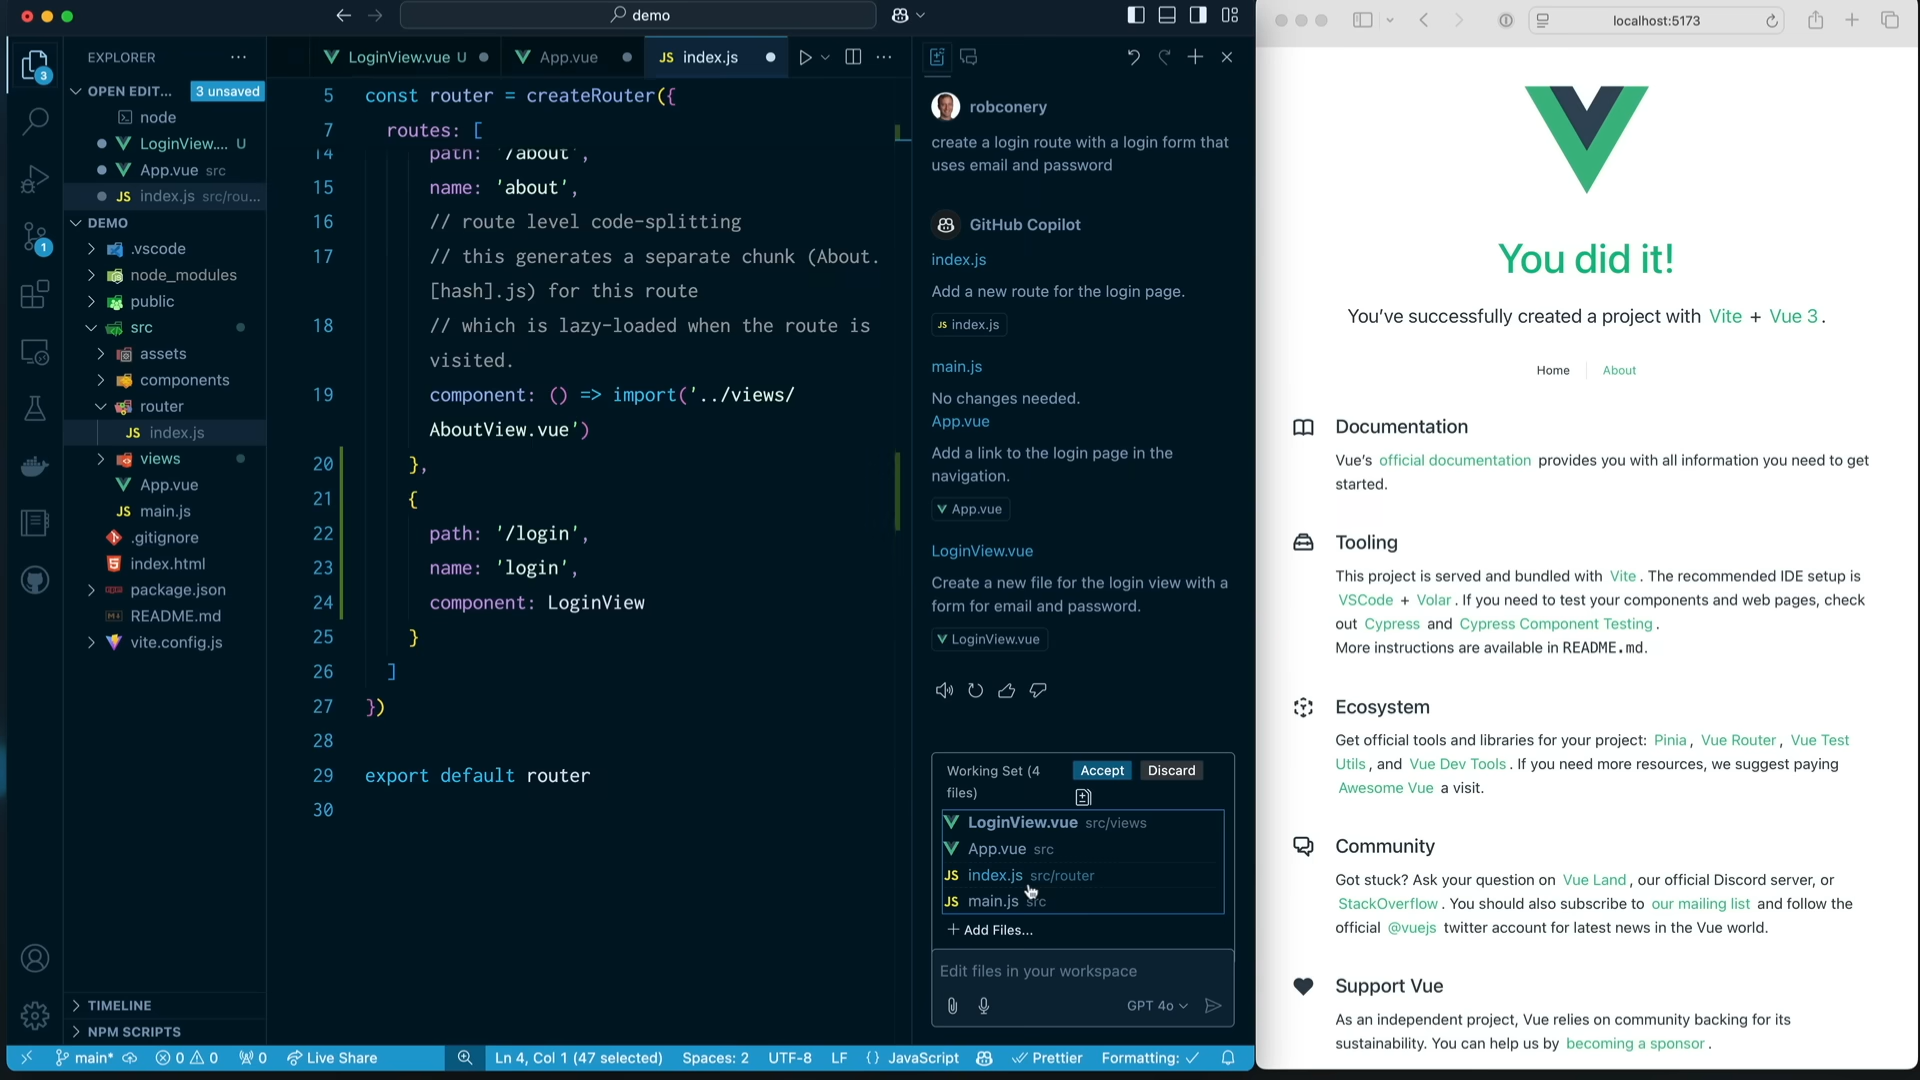 demo
EXPLORER
OPEN EDIT...
3 unsaved
node
LoginView.... U
App.vue src
index.js src/rou...
DEMO
.vscode
node_modules
public
src
assets
components
router
index.js
views
App.vue
main.js
.gitignore
index.html
package.json
README.md
vite.config.js
TIMELINE
NPM SCRIPTS
3
1
LoginView.vue U
App.vue
JS index.js
5 const router = createRouter({
7 routes: [
14 path: '/about',
15 name: 'about',
16 // route level code-splitting
17 // this generates a separate chunk (About.
[hash].js) for this route
18 // which is lazy-loaded when the route is
visited.
19 component: () => import('../views/
AboutView.vue')
20 },
21 {
22 path: '/login',
23 name: 'login',
24 component: LoginView
25 }
26 ]
27 })
28
29 export default router
30
robconery
create a login route with a login form that
uses email and password
GitHub Copilot
index.js
Add a new route for the login page.
JS index.js
main.js
No changes needed.
App.vue
Add a link to the login page in the
navigation.
App.vue
LoginView.vue
Create a new file for the login view with a
form for email and password.
LoginView.vue
Working Set (4
files)
Accept Discard
LoginView.vue src/views
App.vue src
JS index.js src/router
JS main.js src
+ Add Files...
Edit files in your workspace
GPT 4o
main* 0 0 0 Live Share Ln 4, Col 1 (47 selected) Spaces: 2 UTF-8 LF {} JavaScript Prettier Formatting: ✓
localhost:5173
You did it!
You've successfully created a project with Vite + Vue 3.
Home About
Documentation
Vue's official documentation provides you with all information you need to get
started.
Tooling
This project is served and bundled with Vite. The recommended IDE setup is
VSCode + Volar. If you need to test your components and web pages, check
out Cypress and Cypress Component Testing.
More instructions are available in README.md.
Ecosystem
Get official tools and libraries for your project: Pinia, Vue Router, Vue Test
Utils, and Vue Dev Tools. If you need more resources, we suggest paying
Awesome Vue a visit.
Community
Got stuck? Ask your question on Vue Land, our official Discord server, or
StackOverflow. You should also subscribe to our mailing list and follow the
official @vuejs twitter account for latest news in the Vue world.
Support Vue
As an independent project, Vue relies on community backing for its
sustainability. You can help us by becoming a sponsor.